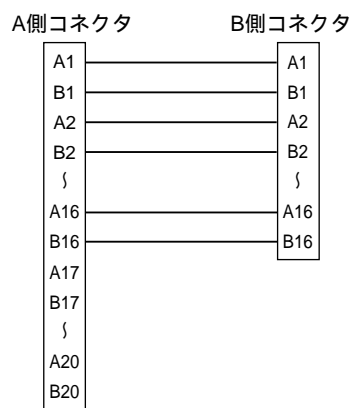 A側コネクタ B側コネクタ
A1 A1
B1 B1
A2 A2
B2 B2
∫ ∫
A16 A16
B16 B16
A17
B17
∫
A20
B20